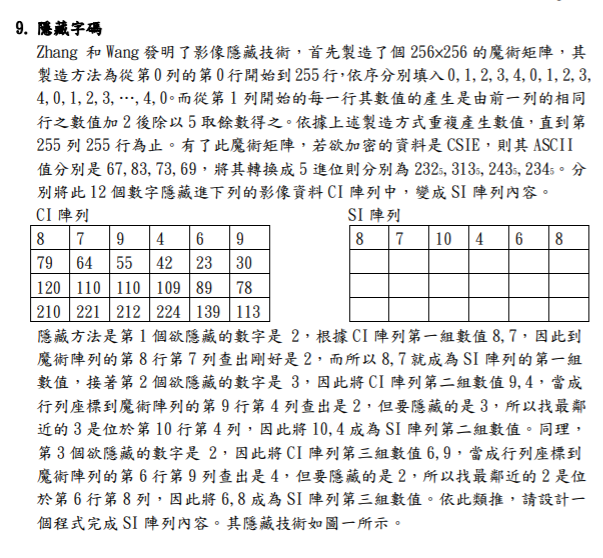 9. 隱藏字碼
Zhang 和 Wang 發明了影像隱藏技術，首先製造了個 256×256 的魔術矩陣，其
製造方法為從第 0 列的第 0 行開始到 255 行，依序分別填入 0, 1, 2, 3, 4, 0, 1, 2, 3,
4, 0, 1, 2, 3, …, 4, 0。而從第 1 列開始的每一行其數值的產生是由前一列的相同
行之數值加 2 後除以 5 取餘數得之。依據上述製造方式重複產生數值，直到第
255 列 255 行為止。有了此魔術矩陣，若欲加密的資料是 CSIE，則其 ASCII
值分別是 67, 83, 73, 69，將其轉換成 5 進位則分別為 232₅, 313₅, 243₅, 234₅。分
別將此 12 個數字隱藏進下列的影像資料 CI 陣列中，變成 SI 陣列內容。
CI 陣列 SI 陣列
8 7 9 4 6 9 8 7 10 4 6 8
79 64 55 42 23 30
120 110 110 109 89 78
210 221 212 224 139 113
隱藏方法是第 1 個欲隱藏的數字是 2，根據 CI 陣列第一組數值 8, 7，因此到
魔術陣列的第 8 行第 7 列查出剛好是 2，而所以 8, 7 就成為 SI 陣列的第一組
數值，接著第 2 個欲隱藏的數字是 3，因此將 CI 陣列第二組數值 9, 4，當成
行列座標到魔術陣列的第 9 行第 4 列查出是 2，但要隱藏的是 3，所以找最鄰
近的 3 是位於第 10 行第 4 列，因此將 10, 4 成為 SI 陣列第二組數值。同理，
第 3 個欲隱藏的數字是 2，因此將 CI 陣列第三組數值 6, 9，當成行列座標到
魔術陣列的第 6 行第 9 列查出是 4，但要隱藏的是 2，所以找最鄰近的 2 是位
於第 6 行第 8 列，因此將 6, 8 成為 SI 陣列第三組數值。依此類推，請設計一
個程式完成 SI 陣列內容。其隱藏技術如圖一所示。